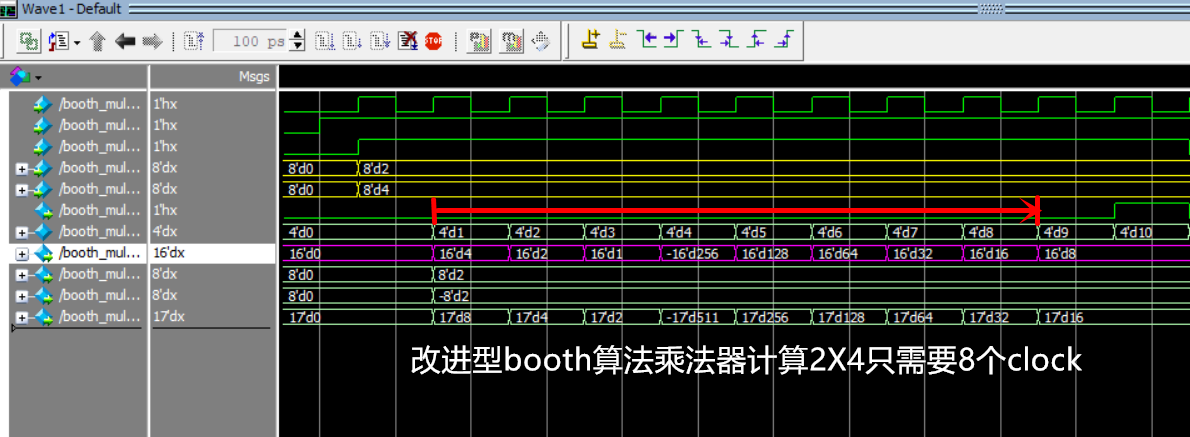 Wave1 - Default
100 ps
STOP
Msgs
/booth_mul... 1'hx
/booth_mul... 1'hx
/booth_mul... 1'hx
/booth_mul... 8'dx 8'd0 8'd2
/booth_mul... 8'dx 8'd0 8'd4
/booth_mul... 1'hx
/booth_mul... 4'dx 4'd0 4'd1 4'd2 4'd3 4'd4 4'd5 4'd6 4'd7 4'd8 4'd9 4'd10
/booth_mul... 16'dx 16'd0 16'd4 16'd2 16'd1 -16'd256 16'd128 16'd64 16'd32 16'd16 16'd8
/booth_mul... 8'dx 8'd0 8'd2
/booth_mul... 8'dx 8'd0 -8'd2
/booth_mul... 17'dx 17'd0 17'd8 17'd4 17'd2 -17'd511 17'd256 17'd128 17'd64 17'd32 17'd16
改进型booth算法乘法器计算2X4只需要8个clock